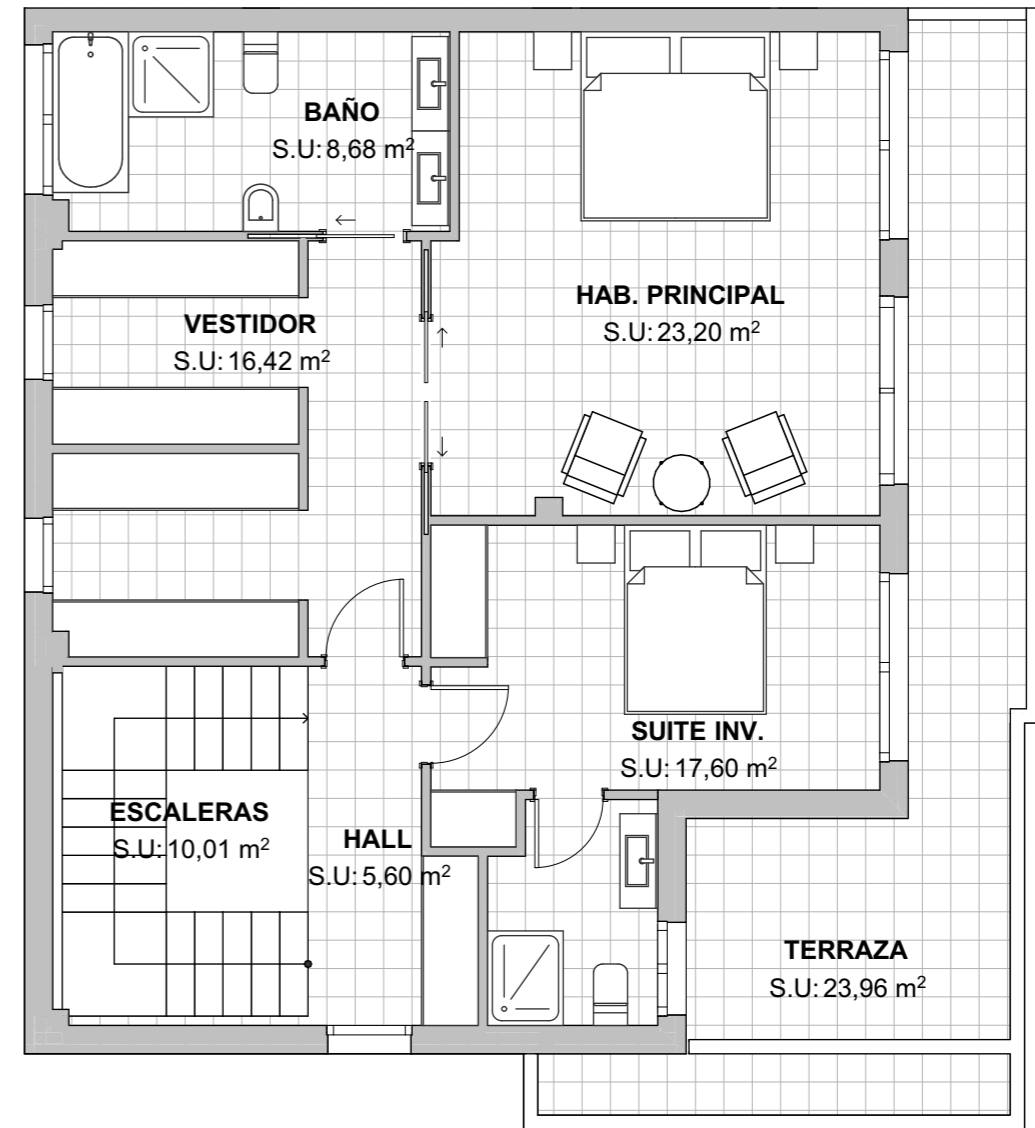 BAÑO
S.U: 8,68 m²
HAB. PRINCIPAL
S.U: 23,20 m²
VESTIDOR
S.U: 16,42 m²
SUITE INV.
S.U: 17,60 m²
ESCALERAS
S.U: 10,01 m²
HALL
S.U: 5,60 m²
TERRAZA
S.U: 23,96 m²